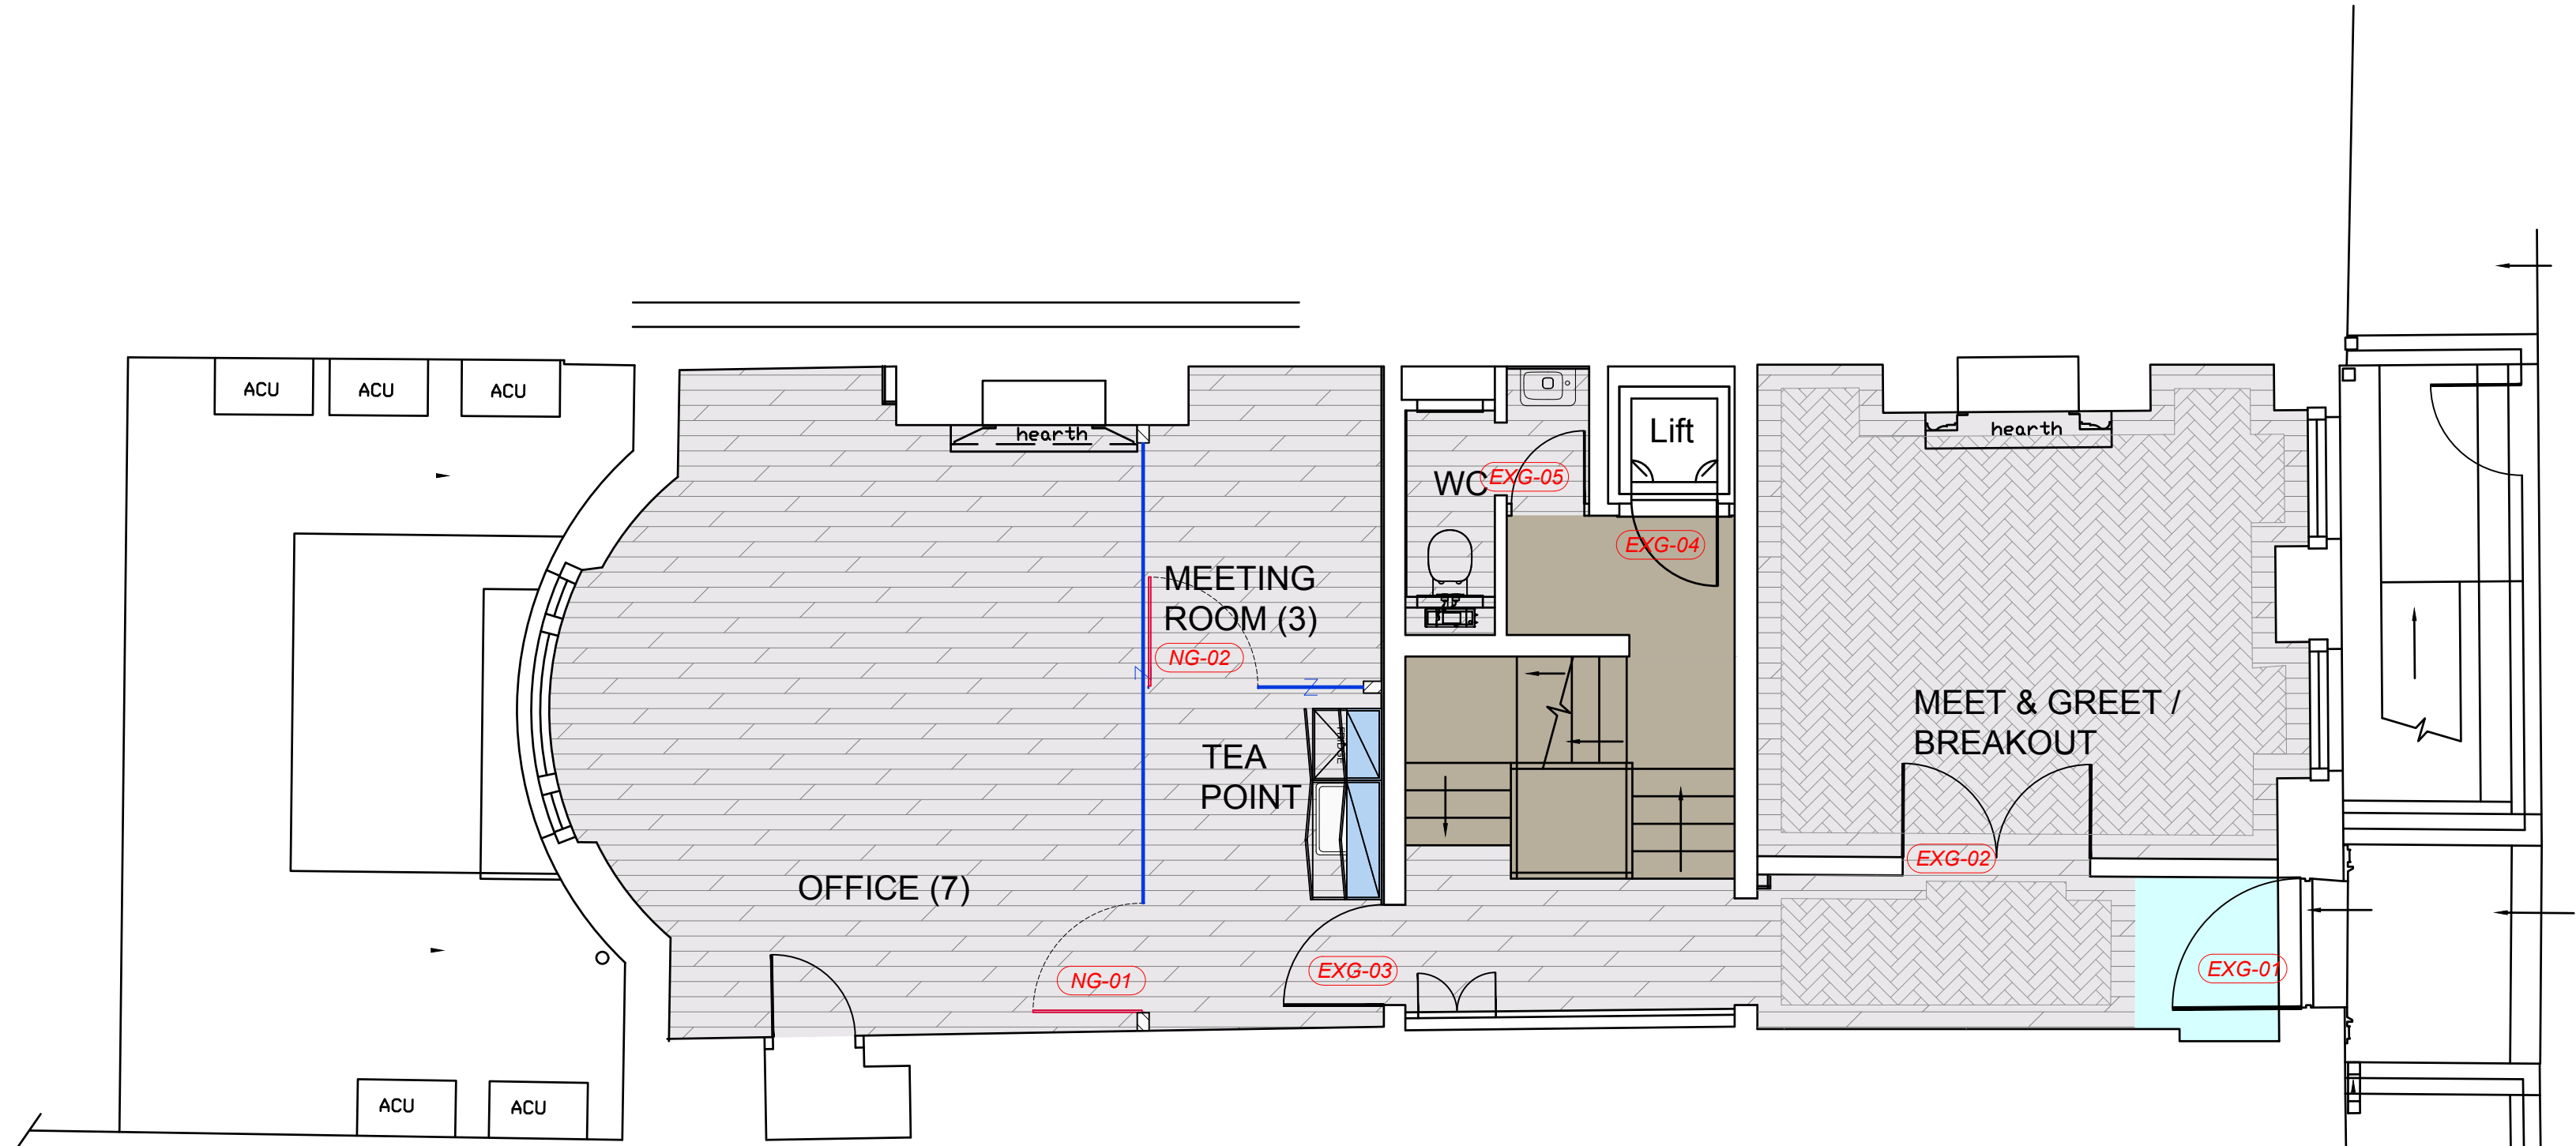 ACU
ACU
ACU
hearth
Lift
hearth
WC
EXG-05
EXG-04
MEETING
ROOM (3)
NG-02
MEET & GREET /
BREAKOUT
TEA
POINT
FRIDGE
OFFICE (7)
EXG-02
NG-01
EXG-03
EXG-01
ACU
ACU